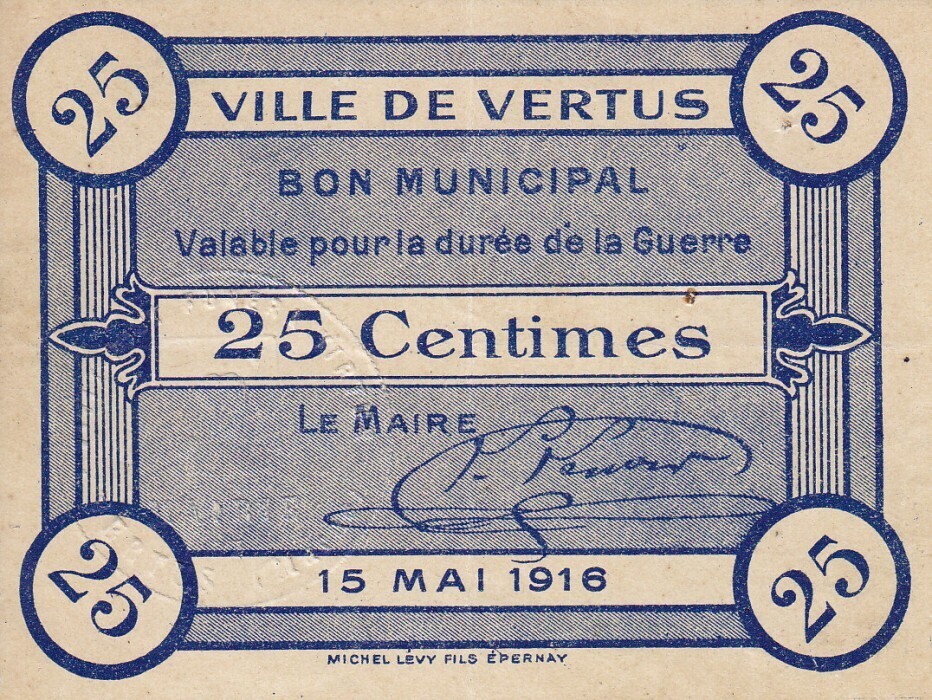 25 25
VILLE DE VERTUS
BON MUNICIPAL
Valable pour la durée de la Guerre
25 Centimes
LE MAIRE
15 MAI 1916
25 25
MICHEL LÉVY FILS ÉPERNAY